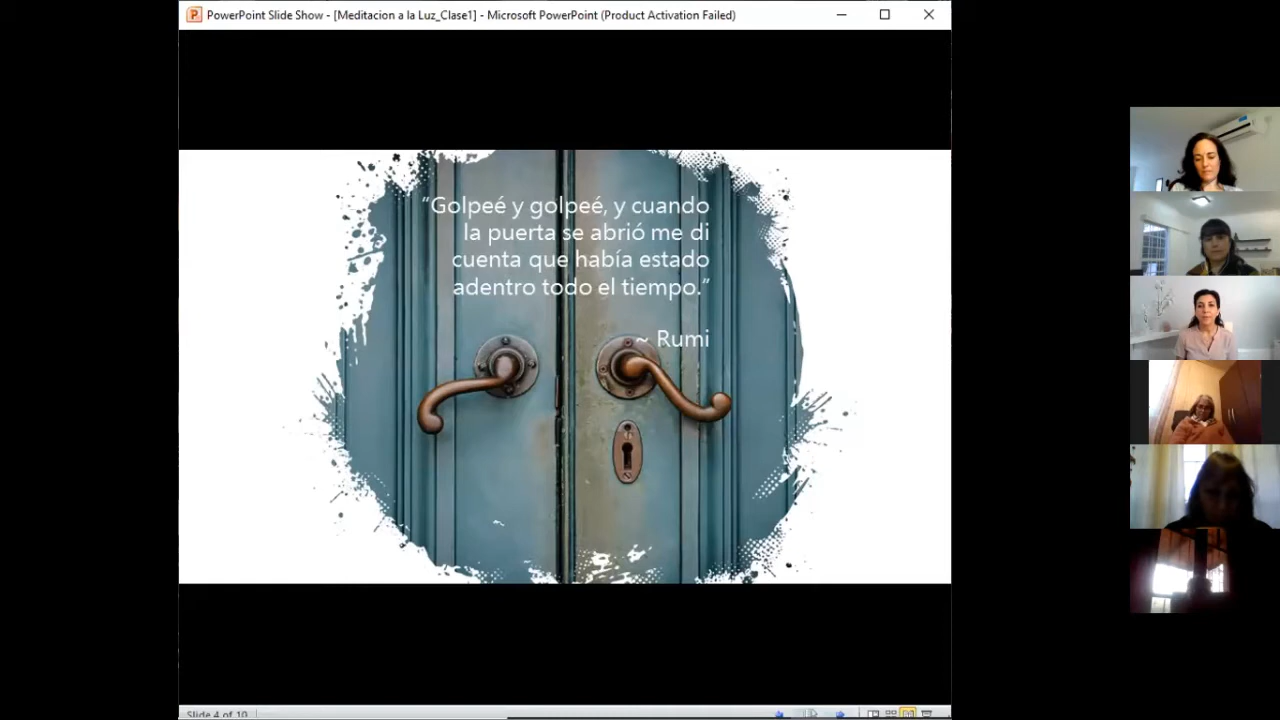 PowerPoint Slide Show - [Meditacion a la Luz_Clase1] - Microsoft PowerPoint (Product Activation Failed)
“Golpeé y golpeé, y cuando
la puerta se abrió me di
cuenta que había estado
adentro todo el tiempo.”
~ Rumi
Slide 4 of 10